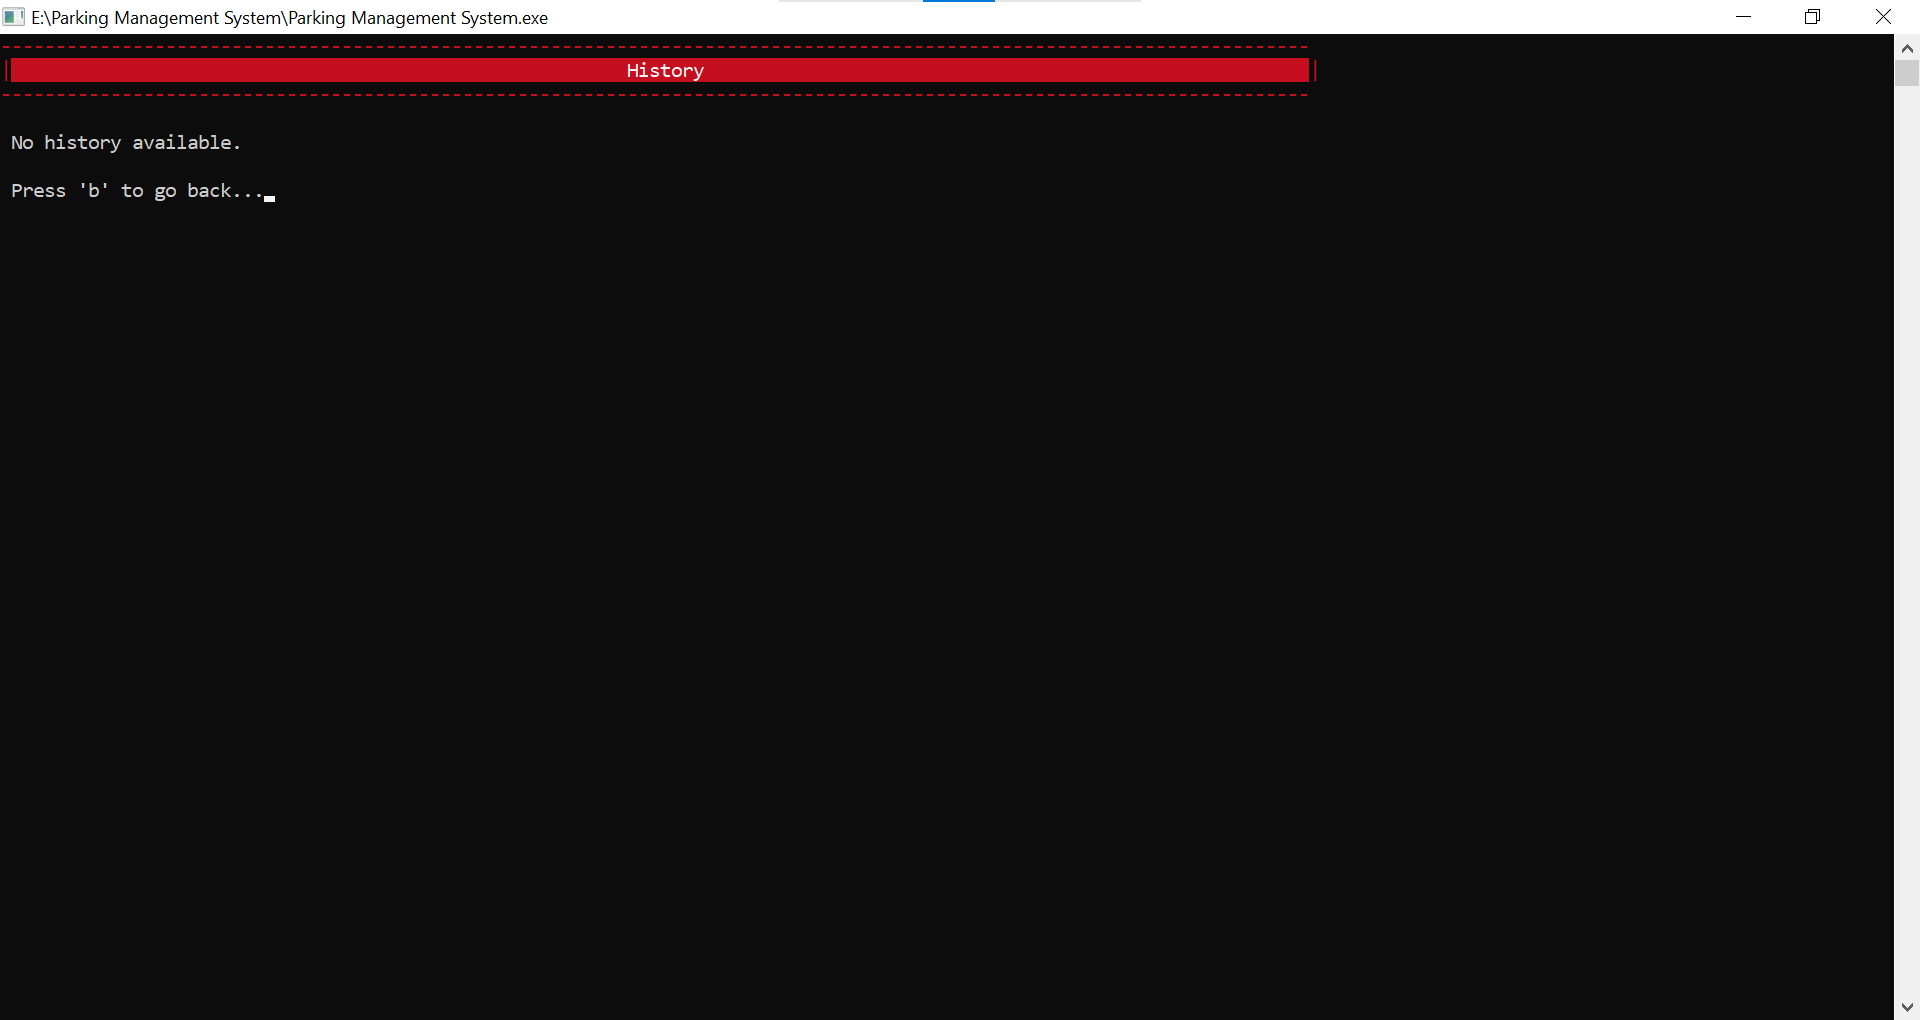 E:\Parking Management System\Parking Management System.exe
History
No history available.
Press 'b' to go back...